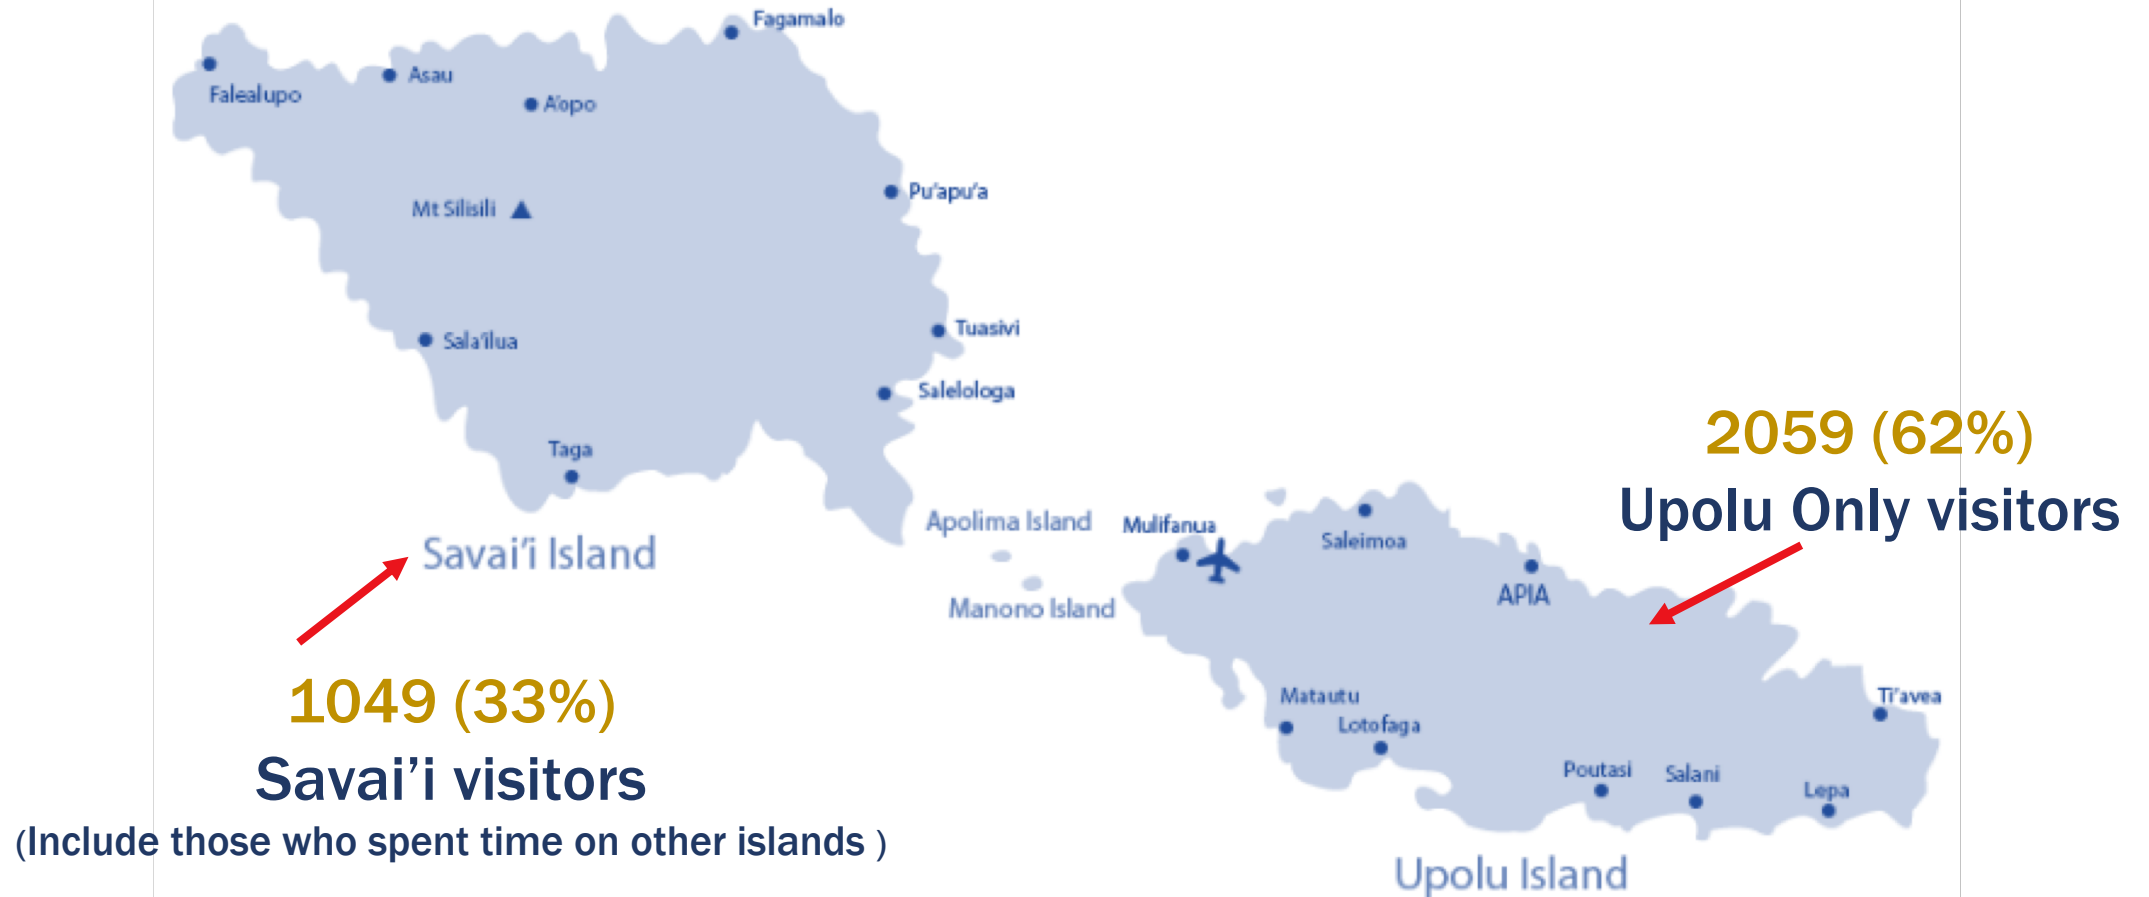 Fagamalo
Asau
Falealupo
A'opo
Pu'apu'a
Mt Silisili
Tuasivi
Sala'ilua
Salelologa
2059 (62%)
Upolu Only visitors
Taga
Apolima Island
Mulifanua
Saleimoa
Savai'i Island
APIA
Manono Island
1049 (33%)
Savai’i visitors
(Include those who spent time on other islands )
Matautu
Lotofaga
Ti'avea
Poutasi
Salani
Lepa
Upolu Island